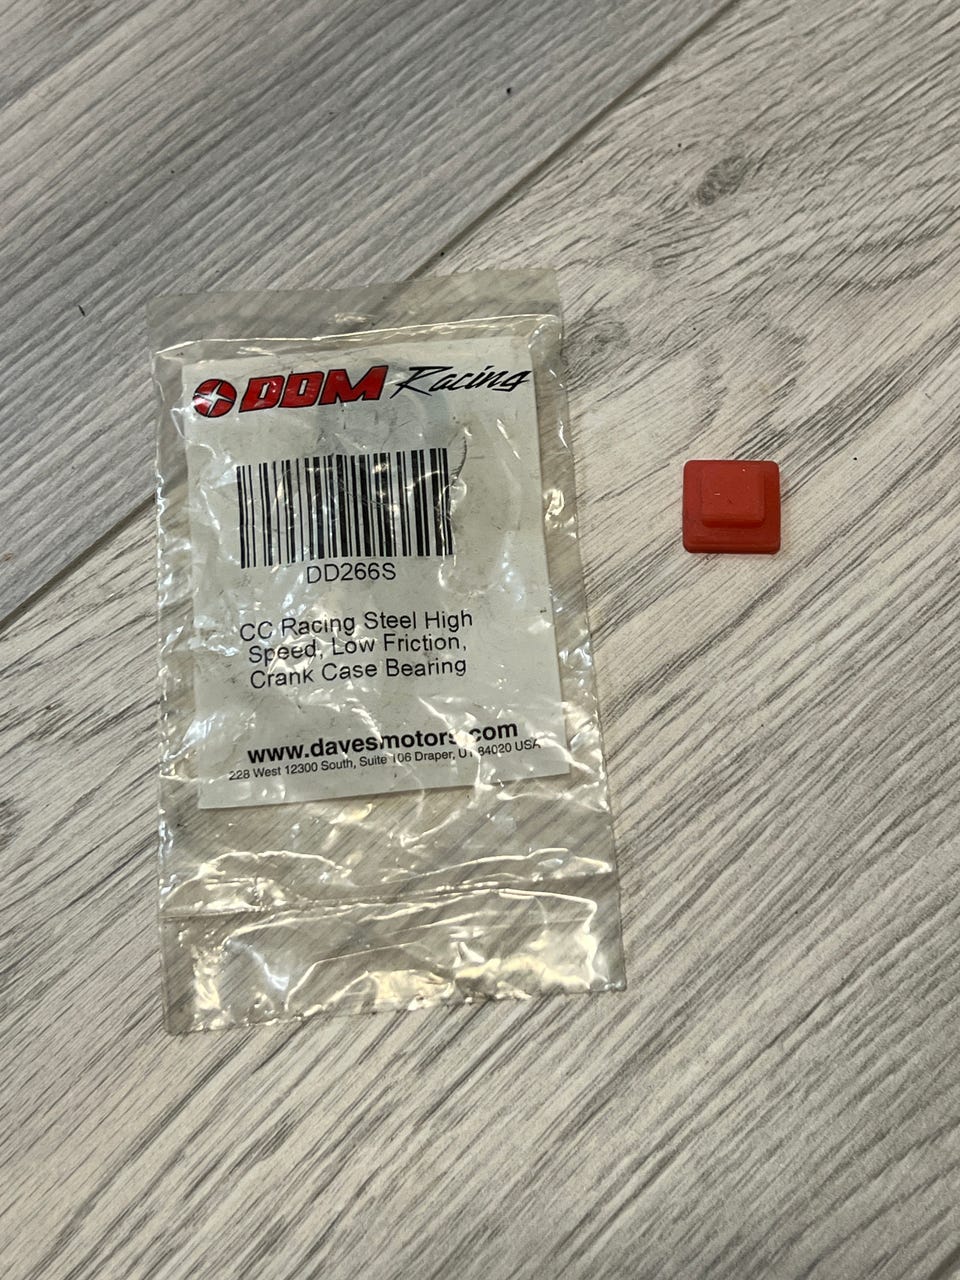 DDM Racing
DD266S
CC Racing Steel High
Speed, Low Friction,
Crank Case Bearing
www.davesmotors.com
228 West 12300 South, Suite 106 Draper, UT 84020 USA